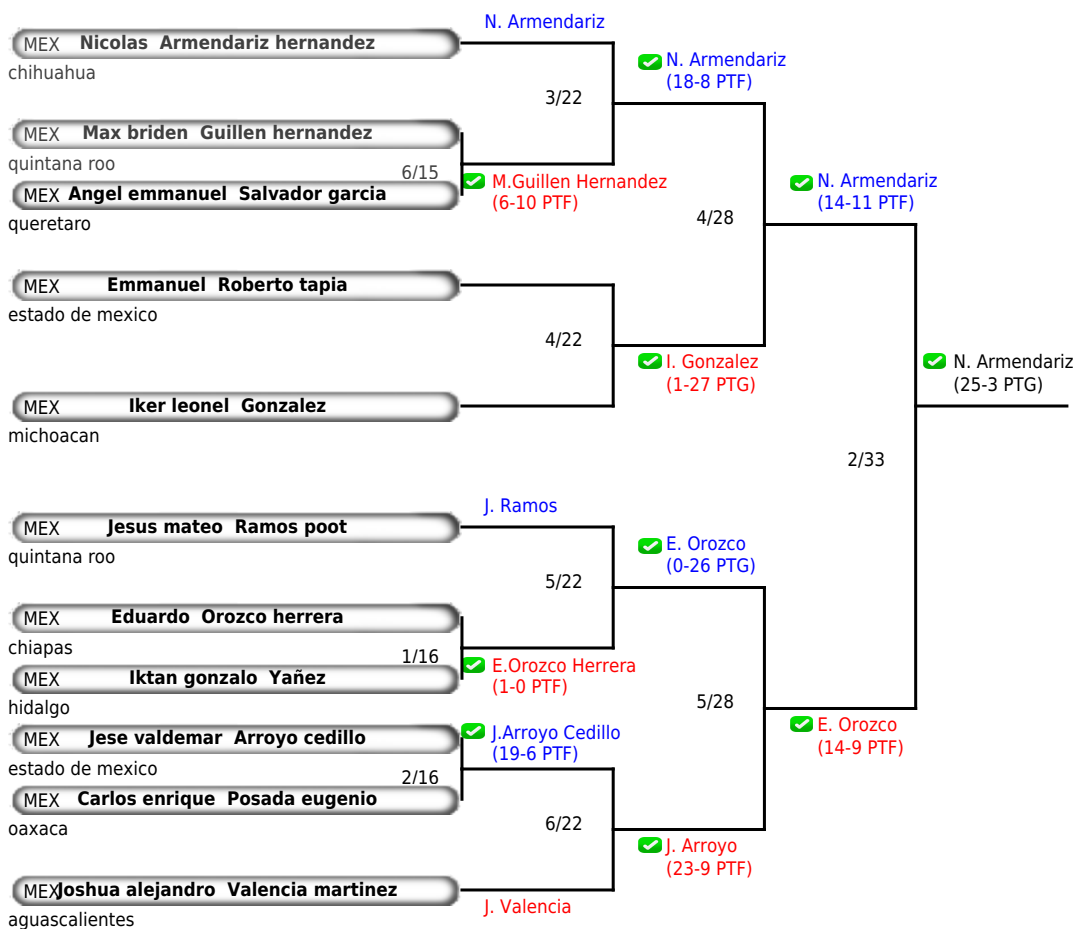 N. Armendariz
MEX Nicolas Armendariz hernandez
chihuahua
N. Armendariz
(18-8 PTF)
3/22
MEX Max briden Guillen hernandez
quintana roo
6/15
M.Guillen Hernandez
(6-10 PTF)
MEX Angel emmanuel Salvador garcia
queretaro
N. Armendariz
(14-11 PTF)
4/28
MEX Emmanuel Roberto tapia
estado de mexico
4/22
I. Gonzalez
(1-27 PTG)
N. Armendariz
(25-3 PTG)
MEX Iker leonel Gonzalez
michoacan
2/33
J. Ramos
MEX Jesus mateo Ramos poot
quintana roo
E. Orozco
(0-26 PTG)
5/22
MEX Eduardo Orozco herrera
chiapas
1/16
E.Orozco Herrera
(1-0 PTF)
MEX Iktan gonzalo Yañez
hidalgo
5/28
E. Orozco
(14-9 PTF)
MEX Jese valdemar Arroyo cedillo
estado de mexico
J.Arroyo Cedillo
(19-6 PTF)
2/16
MEX Carlos enrique Posada eugenio
oaxaca
6/22
J. Arroyo
(23-9 PTF)
MEX Joshua alejandro Valencia martinez
aguascalientes
J. Valencia